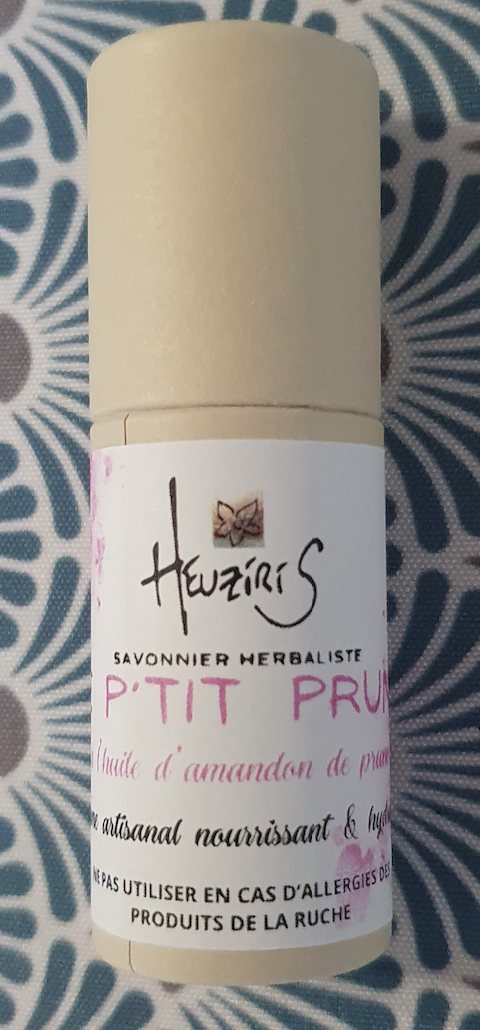 HEUZIRIS
SAVONNIER HERBALISTE
P'TIT PRUN
l'huile d'amandon de prune
artisanal nourrissant & hyd
NE PAS UTILISER EN CAS D'ALLERGIES DES
PRODUITS DE LA RUCHE